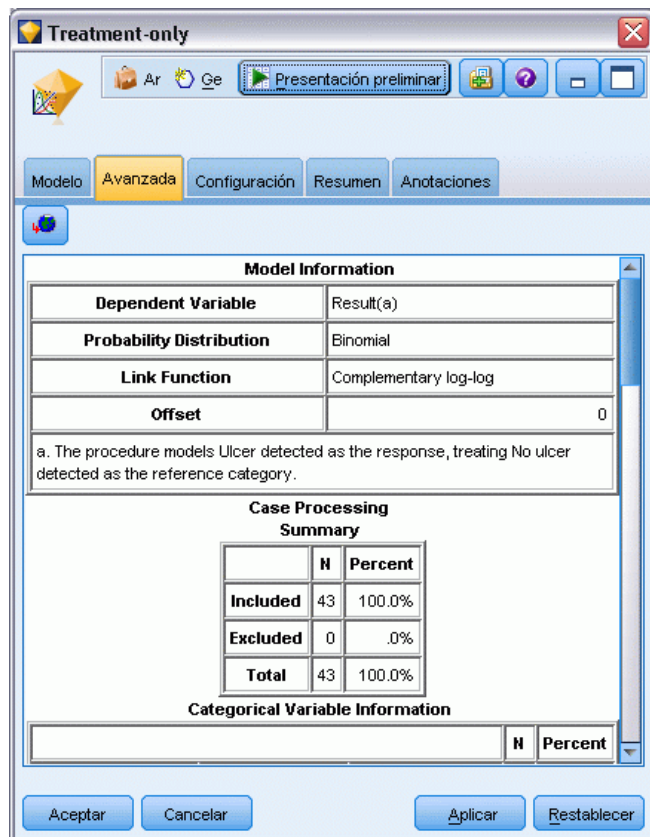 Treatment-only
Ar Ge Presentación preliminar
Modelo Avanzada Configuración Resumen Anotaciones
Model Information
Dependent Variable Result(a)
Probability Distribution Binomial
Link Function Complementary log-log
Offset 0
a. The procedure models Ulcer detected as the response, treating No ulcer
detected as the reference category.
Case Processing
Summary
N Percent
Included 43 100.0%
Excluded 0 .0%
Total 43 100.0%
Categorical Variable Information
N Percent
Aceptar Cancelar Aplicar Restablecer